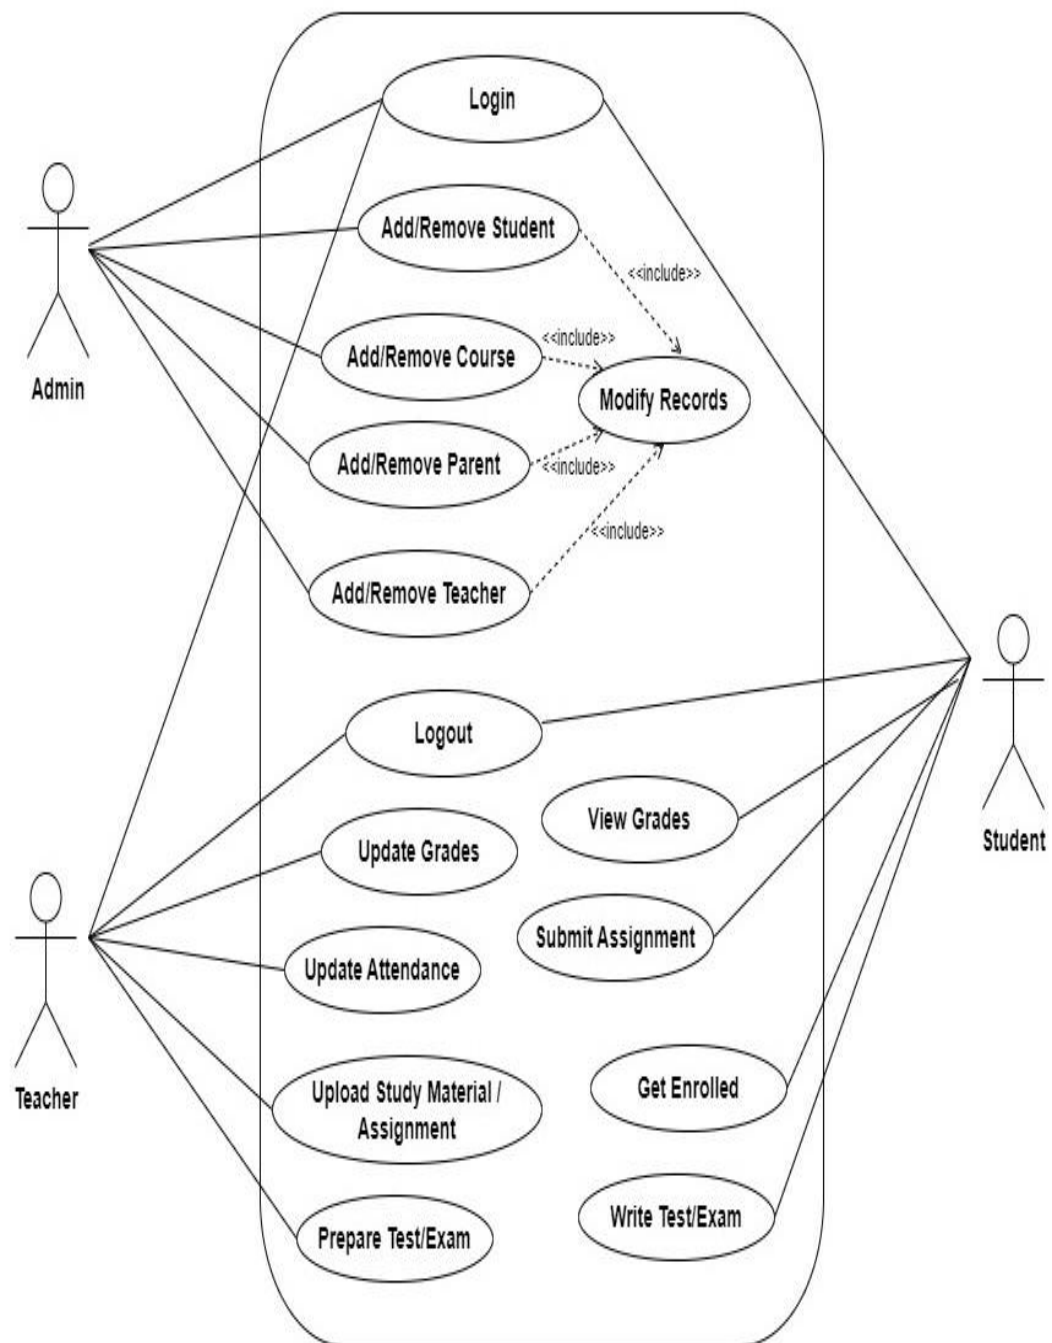 Login
Add/Remove Student
<<include>>
Add/Remove Course
<<include>>
Modify Records
Admin
Add/Remove Parent
<<include>>
<<include>>
Add/Remove Teacher
Logout
View Grades
Student
Update Grades
Submit Assignment
Update Attendance
Teacher
Upload Study Material /
Assignment
Get Enrolled
Prepare Test/Exam
Write Test/Exam